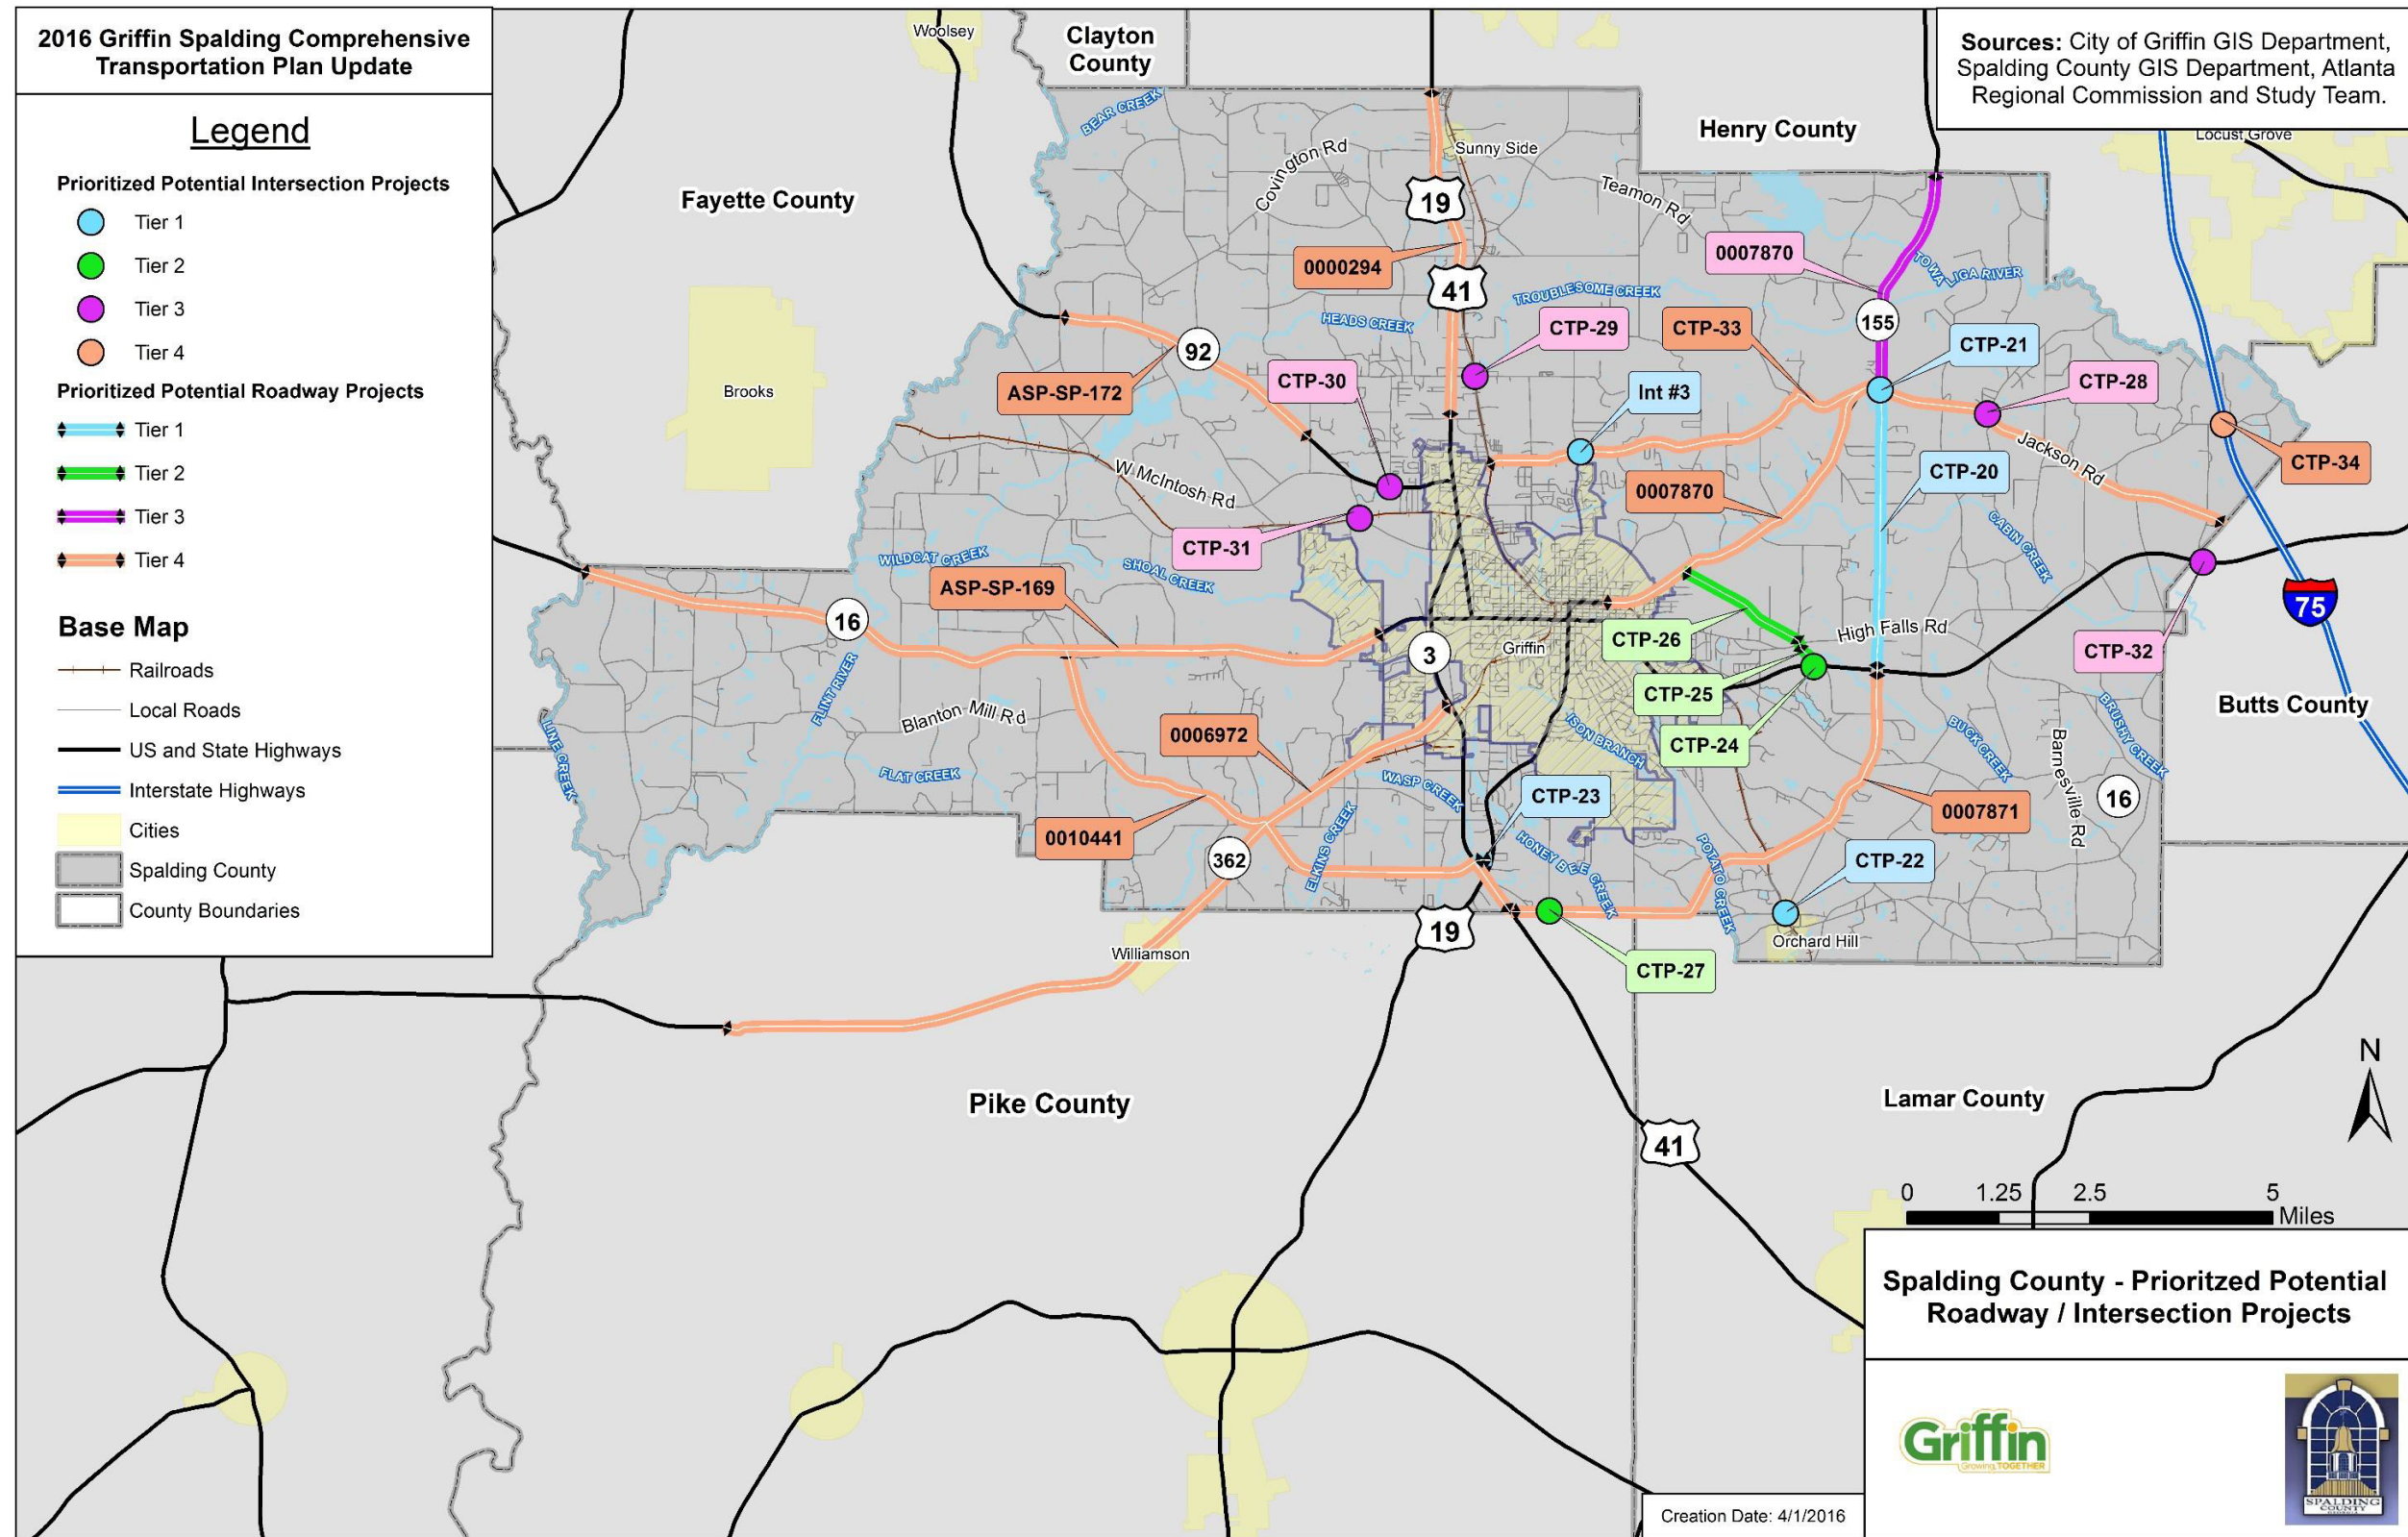 2016 Griffin Spalding Comprehensive
Transportation Plan Update
Legend
Prioritized Potential Intersection Projects
Tier 1
Tier 2
Tier 3
Tier 4
Prioritized Potential Roadway Projects
Tier 1
Tier 2
Tier 3
Tier 4
Base Map
Railroads
Local Roads
US and State Highways
Interstate Highways
Cities
Spalding County
County Boundaries
Sources: City of Griffin GIS Department,
Spalding County GIS Department, Atlanta
Regional Commission and Study Team.
Woolsey
Clayton
County
BEAR CREEK
Henry County
Locust Grove
Covington Rd
Sunny Side
Fayette County
19
Teamon Rd
0000294
0007870
TOWALIGA RIVER
41
TROUBLESOME CREEK
HEADS CREEK
CTP-29
CTP-33
155
CTP-21
92
CTP-30
ASP-SP-172
Brooks
Int #3
CTP-28
Jackson Rd
CTP-34
W McIntosh Rd
CTP-20
0007870
CABIN CREEK
CTP-31
WILDCAT CREEK
SHOAL CREEK
ASP-SP-169
75
16
High Falls Rd
CTP-26
3
Griffin
CTP-32
CTP-25
FLINT RIVER
Blanton Mill Rd
BRUSHY CREEK
Butts County
0006972
ISON BRANCH
CTP-24
BUCK CREEK
Barnesville Rd
LINE CREEK
FLAT CREEK
WASP CREEK
CTP-23
16
0007871
0010441
ELKINS CREEK
HONEY BEE CREEK
POTATO CREEK
362
CTP-22
19
Orchard Hill
Williamson
CTP-27
Pike County
Lamar County
N
41
0 1.25 2.5 5
Miles
Spalding County - Prioritzed Potential
Roadway / Intersection Projects
Griffin
Growing TOGETHER
SPALDING
COUNTY
Creation Date: 4/1/2016